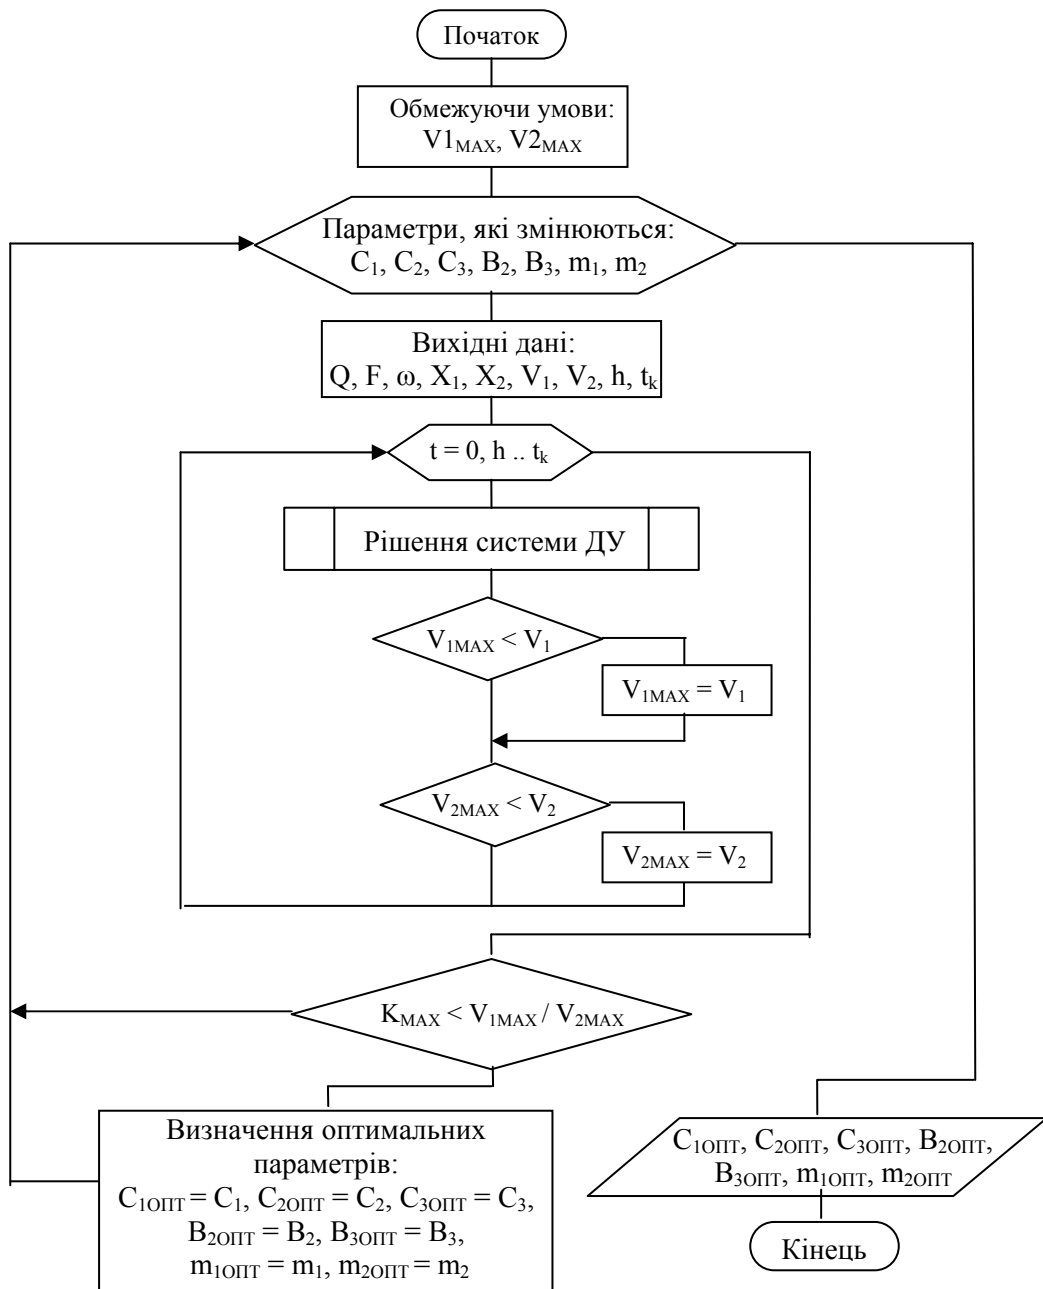 Початок
Обмежуючи умови:
V1MAX, V2MAX
Параметри, які змінюються:
C1, C2, C3, B2, B3, m1, m2
Вихідні дані:
Q, F, ω, X1, X2, V1, V2, h, tk
t = 0, h .. tk
Рішення системи ДУ
V1MAX < V1
V1MAX = V1
V2MAX < V2
V2MAX = V2
KMAX < V1MAX / V2MAX
Визначення оптимальних
параметрів:
C1ОПТ = C1, C2ОПТ = C2, C3ОПТ = C3,
B2ОПТ = B2, B3ОПТ = B3,
m1ОПТ = m1, m2ОПТ = m2
C1ОПТ, C2ОПТ, C3ОПТ, B2ОПТ,
B3ОПТ, m1ОПТ, m2ОПТ
Кінець